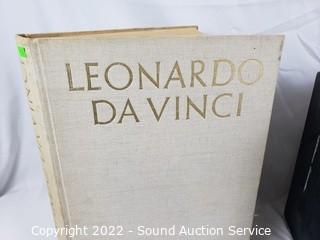 LEONARDO
DA VINCI
Copyright 2022 - Sound Auction Service